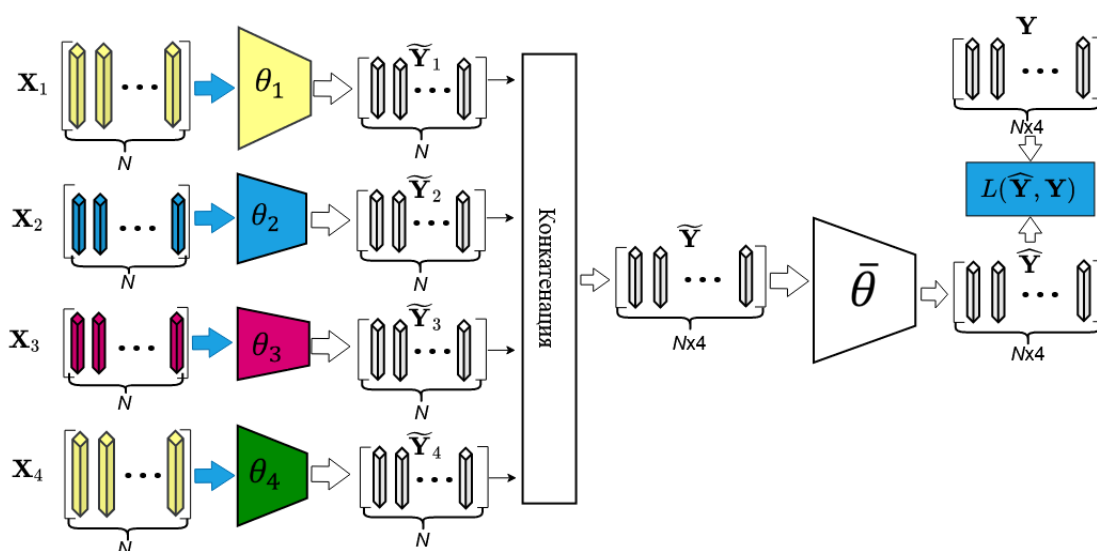 X₁
N
θ₁
Ỹ₁
N
X₂
N
θ₂
Ỹ₂
N
X₃
N
θ₃
Ỹ₃
N
X₄
N
θ₄
Ỹ₄
N
Конкатенация
Ỹ
Nx4
θ̄
Y
Nx4
L(Ŷ, Y)
Ŷ
Nx4